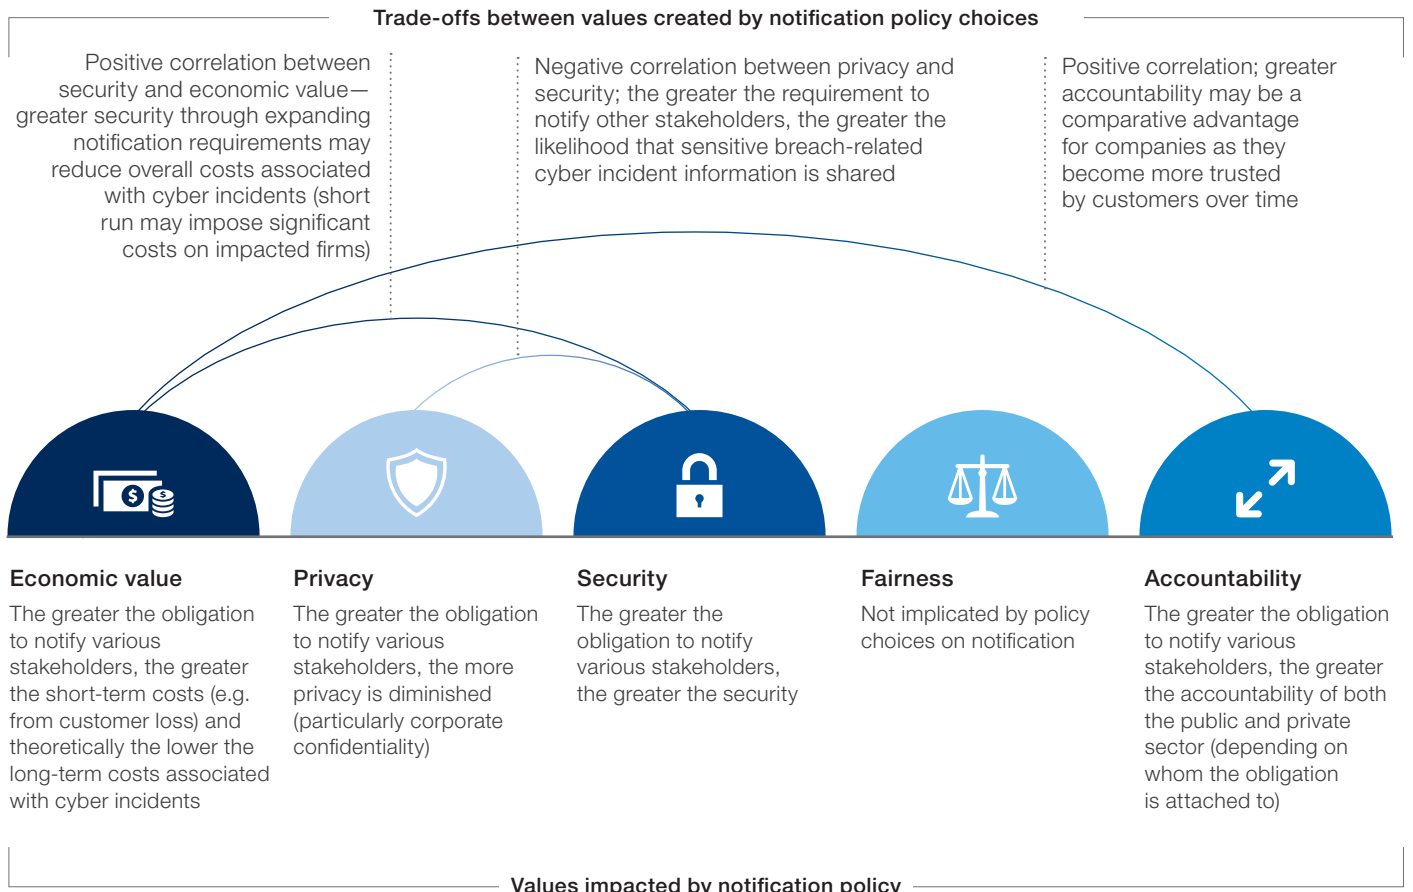 Trade-offs between values created by notification policy choices
Positive correlation between
security and economic value—
greater security through expanding
notification requirements may
reduce overall costs associated
with cyber incidents (short
run may impose significant
costs on impacted firms)
Negative correlation between privacy and
security; the greater the requirement to
notify other stakeholders, the greater the
likelihood that sensitive breach-related
cyber incident information is shared
Positive correlation; greater
accountability may be a
comparative advantage
for companies as they
become more trusted
by customers over time
$
$
Economic value
The greater the obligation
to notify various
stakeholders, the greater
the short-term costs (e.g.
from customer loss) and
theoretically the lower the
long-term costs associated
with cyber incidents
Privacy
The greater the obligation
to notify various
stakeholders, the more
privacy is diminished
(particularly corporate
confidentiality)
Security
The greater the
obligation to notify
various stakeholders,
the greater the security
Fairness
Not implicated by policy
choices on notification
Accountability
The greater the obligation
to notify various
stakeholders, the greater
the accountability of both
the public and private
sector (depending on
whom the obligation
is attached to)
Values impacted by notification policy